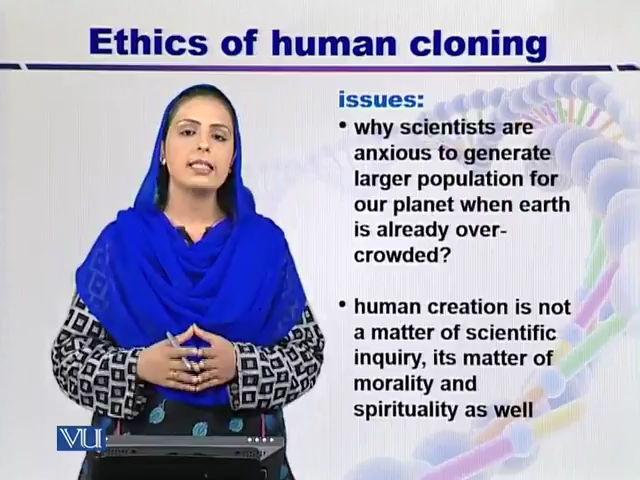 Ethics of human cloning
issues:
• why scientists are
anxious to generate
larger population for
our planet when earth
is already over-
crowded?
• human creation is not
a matter of scientific
inquiry, its matter of
morality and
spirituality as well
VU